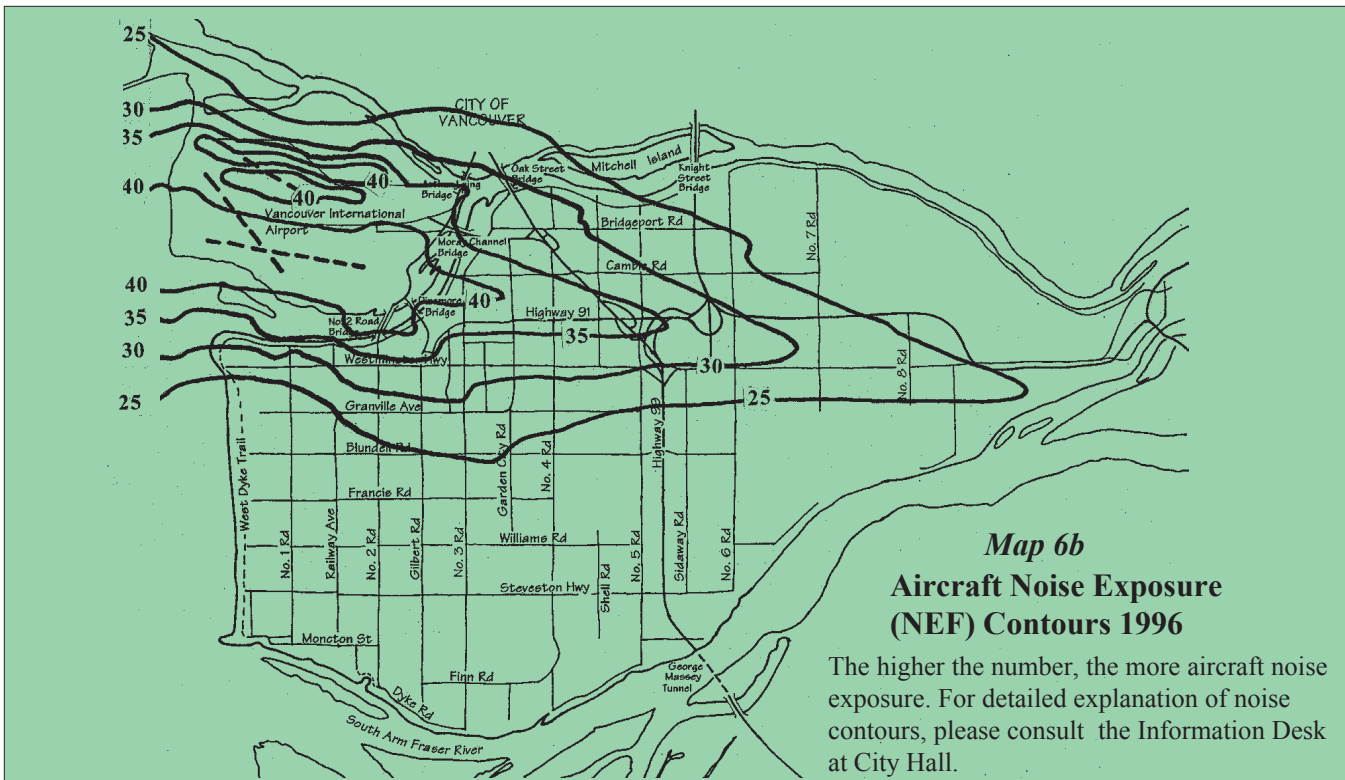 25
CITY OF
VANCOUVER
30
35
Mitchell Island
Oak Street
Bridge
Knight
Street
Bridge
40
40
Bridge
40
Vancouver International
Airport
Bridgeport Rd
No. 7 Rd
Moray Channel
Bridge
Cambie Rd
40
40
Dinsmore
Bridge
Highway 91
35
No. 2 Road
Bridge
35
30
Westminster Hwy
30
No. 8 Rd
25
Granville Ave
25
Blundell Rd
Garden City Rd
No. 4 Rd
Highway 99
West Dyke Trail
Francis Rd
No. 1 Rd
Railway Ave
No. 2 Rd
Gilbert Rd
No. 3 Rd
Williams Rd
Shell Rd
No. 5 Rd
Sidaway Rd
No. 6 Rd
Steveston Hwy
Moncton St
Finn Rd
Dyke Rd
South Arm Fraser River
George
Massey
Tunnel
Map 6b
Aircraft Noise Exposure
(NEF) Contours 1996
The higher the number, the more aircraft noise
exposure. For detailed explanation of noise
contours, please consult the Information Desk
at City Hall.